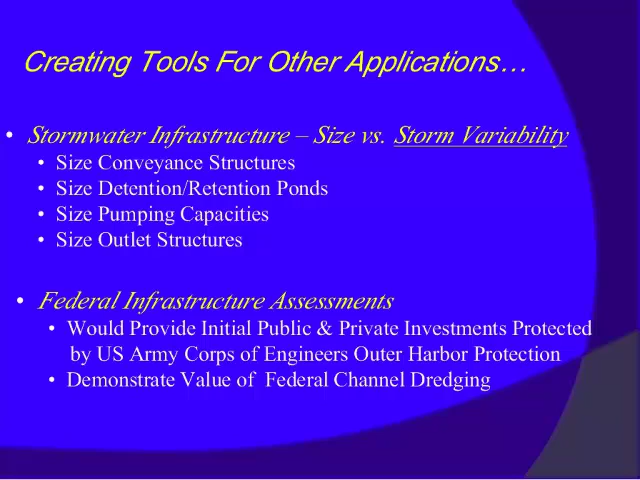 Creating Tools For Other Applications…
• Stormwater Infrastructure – Size vs. Storm Variability
• Size Conveyance Structures
• Size Detention/Retention Ponds
• Size Pumping Capacities
• Size Outlet Structures
• Federal Infrastructure Assessments
• Would Provide Initial Public & Private Investments Protected
by US Army Corps of Engineers Outer Harbor Protection
• Demonstrate Value of Federal Channel Dredging